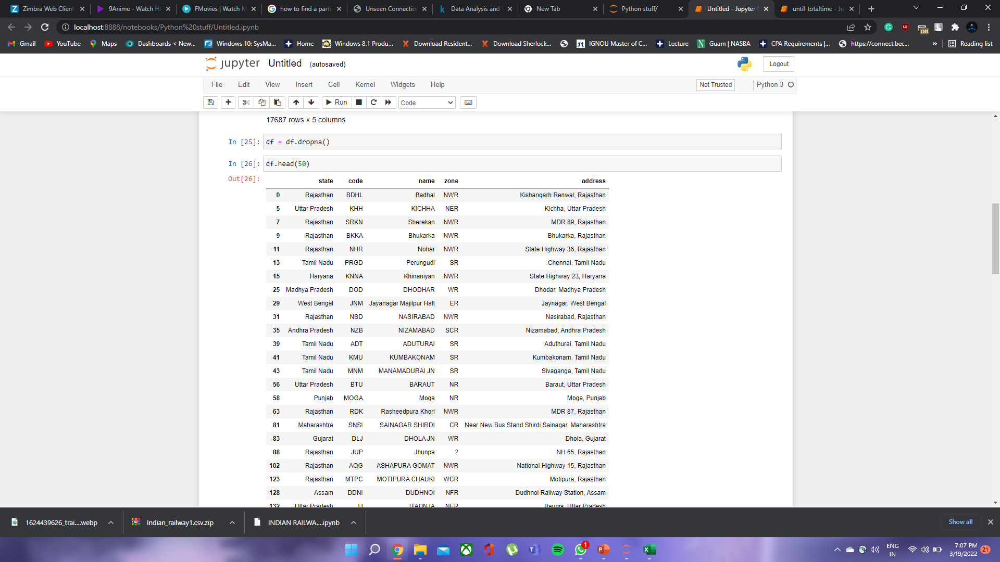 Zimbra Web Client
9Anime - Watch H
FMovies | Watch M
how to find a parti
Unseen Connection
Data Analysis and
New Tab
Python stuff/
Untitled - Jupyter
until-totaltime - Ju
localhost:8888/notebooks/Python%20stuff/Untitled.ipynb
Off
Gmail
YouTube
Maps
Dashboards < New...
Windows 10: SysMa...
Home
Windows 8.1 Produ...
Download Resident...
Download Sherlock...
IGNOU Master of C...
Lecture
Guam | NASBA
CPA Requirements |...
https://connect.bec...
»
Reading list
jupyter Untitled (autosaved)
Logout
File Edit View Insert Cell Kernel Widgets Help
Not Trusted
Python 3
Run
Code
17687 rows × 5 columns
In [25]: df = df.dropna()
In [26]: df.head(50)
Out[26]:
state code name zone address
0 Rajasthan BDHL Badhal NWR Kishangarh Renwal, Rajasthan
5 Uttar Pradesh KHH KICHHA NER Kichha, Uttar Pradesh
7 Rajasthan SRKN Sherekan NWR MDR 89, Rajasthan
9 Rajasthan BKKA Bhukarka NWR Bhukarka, Rajasthan
11 Rajasthan NHR Nohar NWR State Highway 36, Rajasthan
13 Tamil Nadu PRGD Perungudi SR Chennai, Tamil Nadu
15 Haryana KNNA Khinaniyan NWR State Highway 23, Haryana
25 Madhya Pradesh DOD DHODHAR WR Dhodar, Madhya Pradesh
29 West Bengal JNM Jayanagar Majilpur Halt ER Jaynagar, West Bengal
31 Rajasthan NSD NASIRABAD NWR Nasirabad, Rajasthan
35 Andhra Pradesh NZB NIZAMABAD SCR Nizamabad, Andhra Pradesh
39 Tamil Nadu ADT ADUTURAI SR Aduthurai, Tamil Nadu
41 Tamil Nadu KMU KUMBAKONAM SR Kumbakonam, Tamil Nadu
43 Tamil Nadu MNM MANAMADURAI JN SR Sivaganga, Tamil Nadu
56 Uttar Pradesh BTU BARAUT NR Baraut, Uttar Pradesh
58 Punjab MOGA Moga NR Moga, Punjab
63 Rajasthan RDK Rasheedpura Khori NWR MDR 87, Rajasthan
81 Maharashtra SNSI SAINAGAR SHIRDI CR Near New Bus Stand Shirdi Sainagar, Maharashtra
83 Gujarat DLJ DHOLA JN WR Dhola, Gujarat
88 Rajasthan JUP Jhunpa ? NH 65, Rajasthan
102 Rajasthan AQG ASHAPURA GOMAT NWR National Highway 15, Rajasthan
123 Rajasthan MTPC MOTIPURA CHAUKI WCR Motipura, Rajasthan
128 Assam DDNI DUDHNOI NFR Dudhnoi Railway Station, Assam
132 Uttar Pradesh IJ ITAUNJA NER Itaunja, Uttar Pradesh
1624439626_trai....webp
Indian_railway1.csv.zip
INDIAN RAILWA....ipynb
Show all
1
ENG
IN
7:07 PM
3/19/2022
21